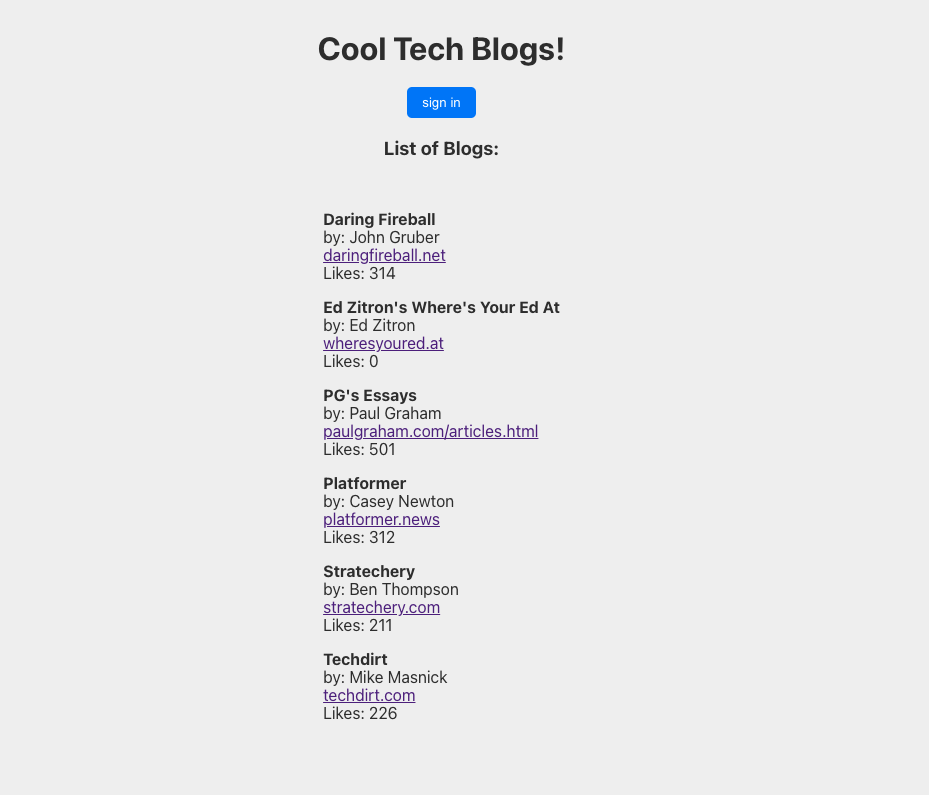 Cool Tech Blogs!
sign in
List of Blogs:
Daring Fireball
by: John Gruber
daringfireball.net
Likes: 314
Ed Zitron's Where's Your Ed At
by: Ed Zitron
wheresyoured.at
Likes: 0
PG's Essays
by: Paul Graham
paulgraham.com/articles.html
Likes: 501
Platformer
by: Casey Newton
platformer.news
Likes: 312
Stratechery
by: Ben Thompson
stratechery.com
Likes: 211
Techdirt
by: Mike Masnick
techdirt.com
Likes: 226